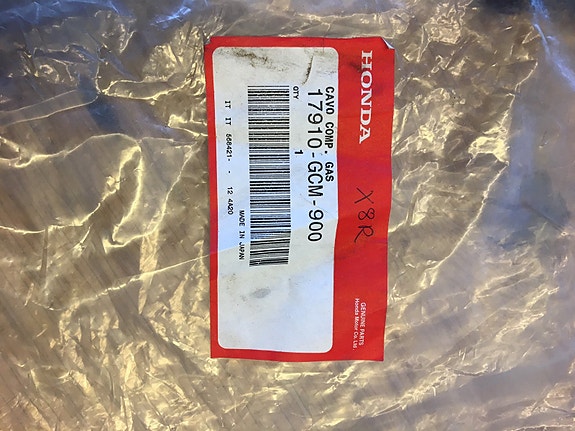 HONDA
X8R
GENUINE PARTS
Honda Motor Co. Ltd
CAVO COMP. GAS
17910-GCM-900
QTY 1
IT IT 568421- - 12 4A20
MADE IN JAPAN